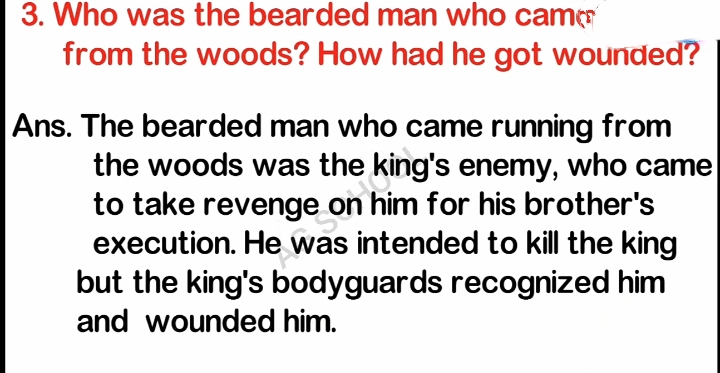 3. Who was the bearded man who came
from the woods? How had he got wounded?
Ans. The bearded man who came running from
the woods was the king's enemy, who came
to take revenge on him for his brother's
execution. He was intended to kill the king
but the king's bodyguards recognized him
and wounded him.
AC SCHOOL